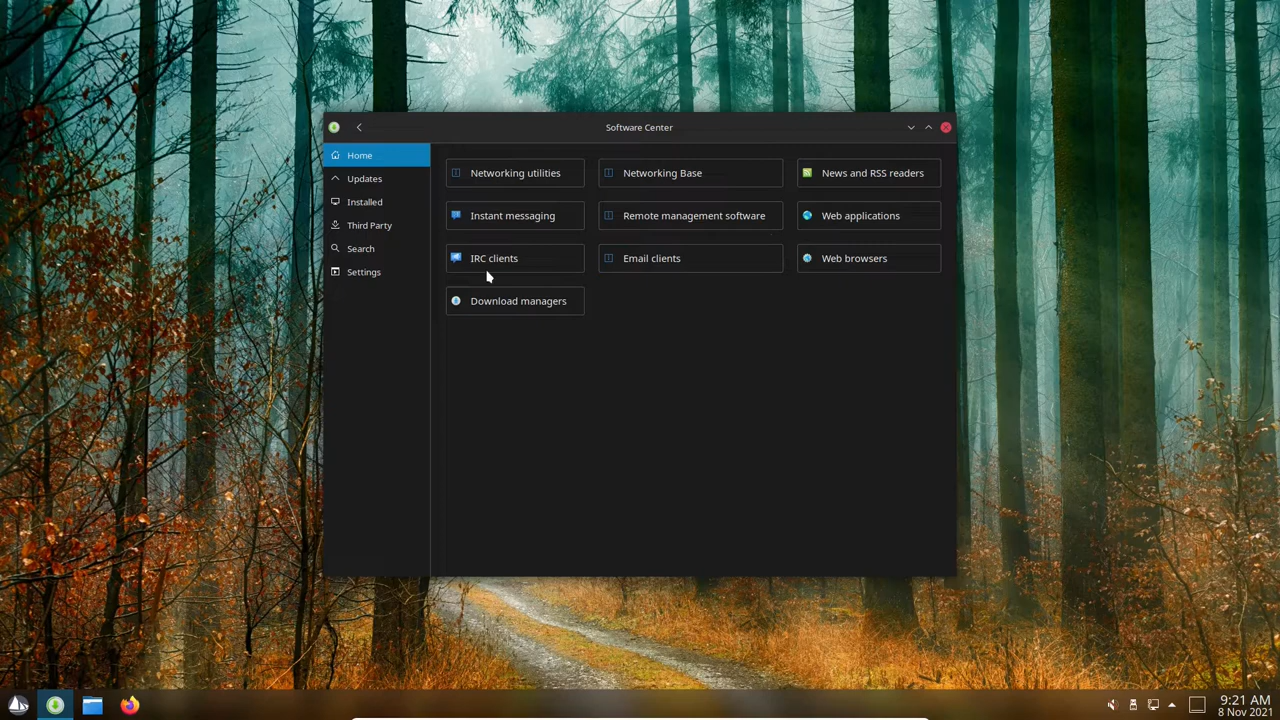 Software Center
Home
Updates
Installed
Third Party
Search
Settings
Networking utilities
Networking Base
News and RSS readers
Instant messaging
Remote management software
Web applications
IRC clients
Email clients
Web browsers
Download managers
9:21 AM
8 Nov 2021